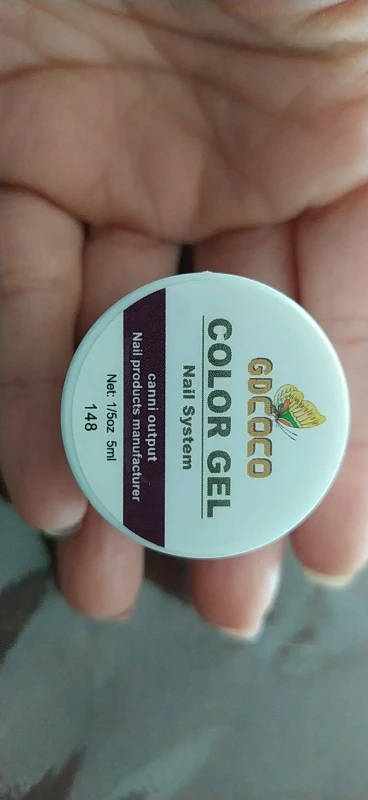 GDCOCO
COLOR GEL
Nail System
canni output
Nail products manufacturer
Net: 1/5oz 5ml
148